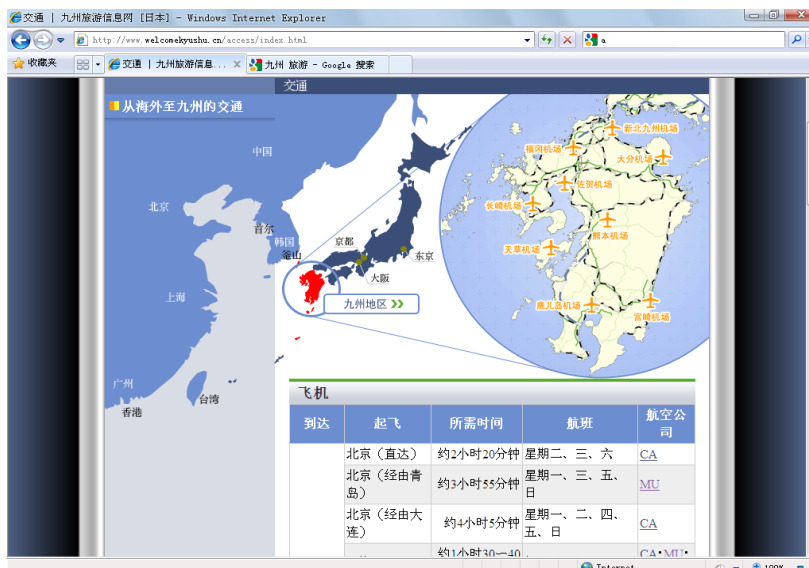 交通 | 九州旅游信息网 [日本] - Windows Internet Explorer
http://www.welcomekyushu.cn/access/index.html
a
收藏夹
交通 | 九州旅游信息...
九州 旅游 - Google 搜索
交通
从海外至九州的交通
中国
北京
首尔
韩国
釜山
京都
东京
大阪
上海
九州地区
广州
香港
台湾
新北九州机场
福冈机场
大分机场
佐贺机场
长崎机场
熊本机场
天草机场
鹿儿岛机场
宫崎机场
飞机
到达 起飞 所需时间 航班 航空公司
北京（直达） 约2小时20分钟 星期二、三、六 CA
北京（经由青岛） 约3小时55分钟 星期一、三、五、日 MU
北京（经由大连） 约4小时5分钟 星期一、二、四、五、日 CA
约1小时30一40 CA・MU・
Internet
100%